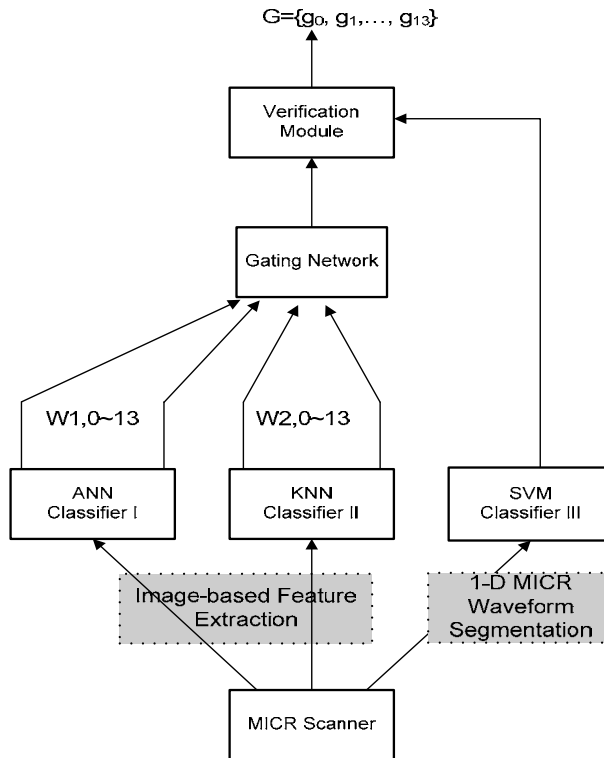 G={g₀, g₁,…, g₁₃}
Verification
Module
Gating Network
W1,0~13
W2,0~13
ANN
Classifier I
KNN
Classifier II
SVM
Classifier III
Image-based Feature
Extraction
1-D MICR
Waveform
Segmentation
MICR Scanner